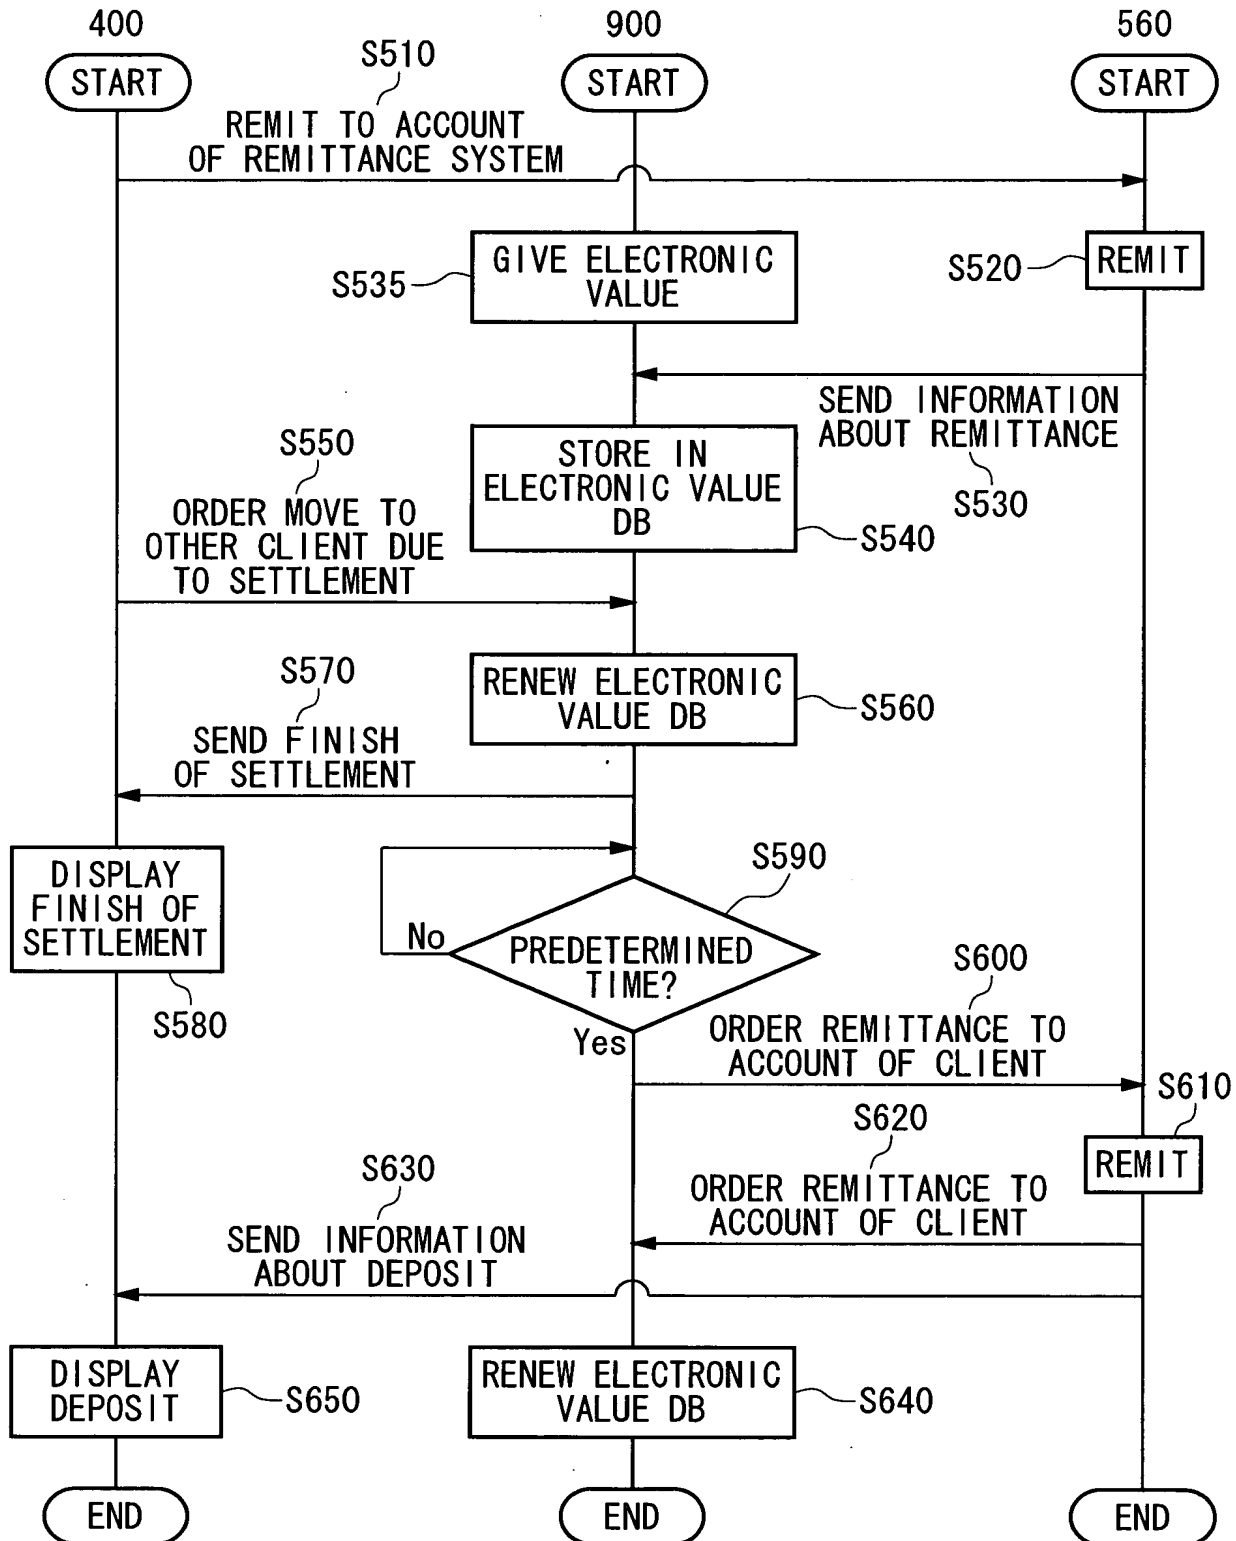 400
900
560
START
START
START
S510
REMIT TO ACCOUNT
OF REMITTANCE SYSTEM
S535
GIVE ELECTRONIC
VALUE
S520
REMIT
SEND INFORMATION
ABOUT REMITTANCE
S530
STORE IN
ELECTRONIC VALUE
DB
S540
S550
ORDER MOVE TO
OTHER CLIENT DUE
TO SETTLEMENT
RENEW ELECTRONIC
VALUE DB
S560
S570
SEND FINISH
OF SETTLEMENT
DISPLAY
FINISH OF
SETTLEMENT
S580
S590
No
PREDETERMINED
TIME?
Yes
S600
ORDER REMITTANCE TO
ACCOUNT OF CLIENT
S610
REMIT
S620
ORDER REMITTANCE TO
ACCOUNT OF CLIENT
S630
SEND INFORMATION
ABOUT DEPOSIT
DISPLAY
DEPOSIT
S650
RENEW ELECTRONIC
VALUE DB
S640
END
END
END